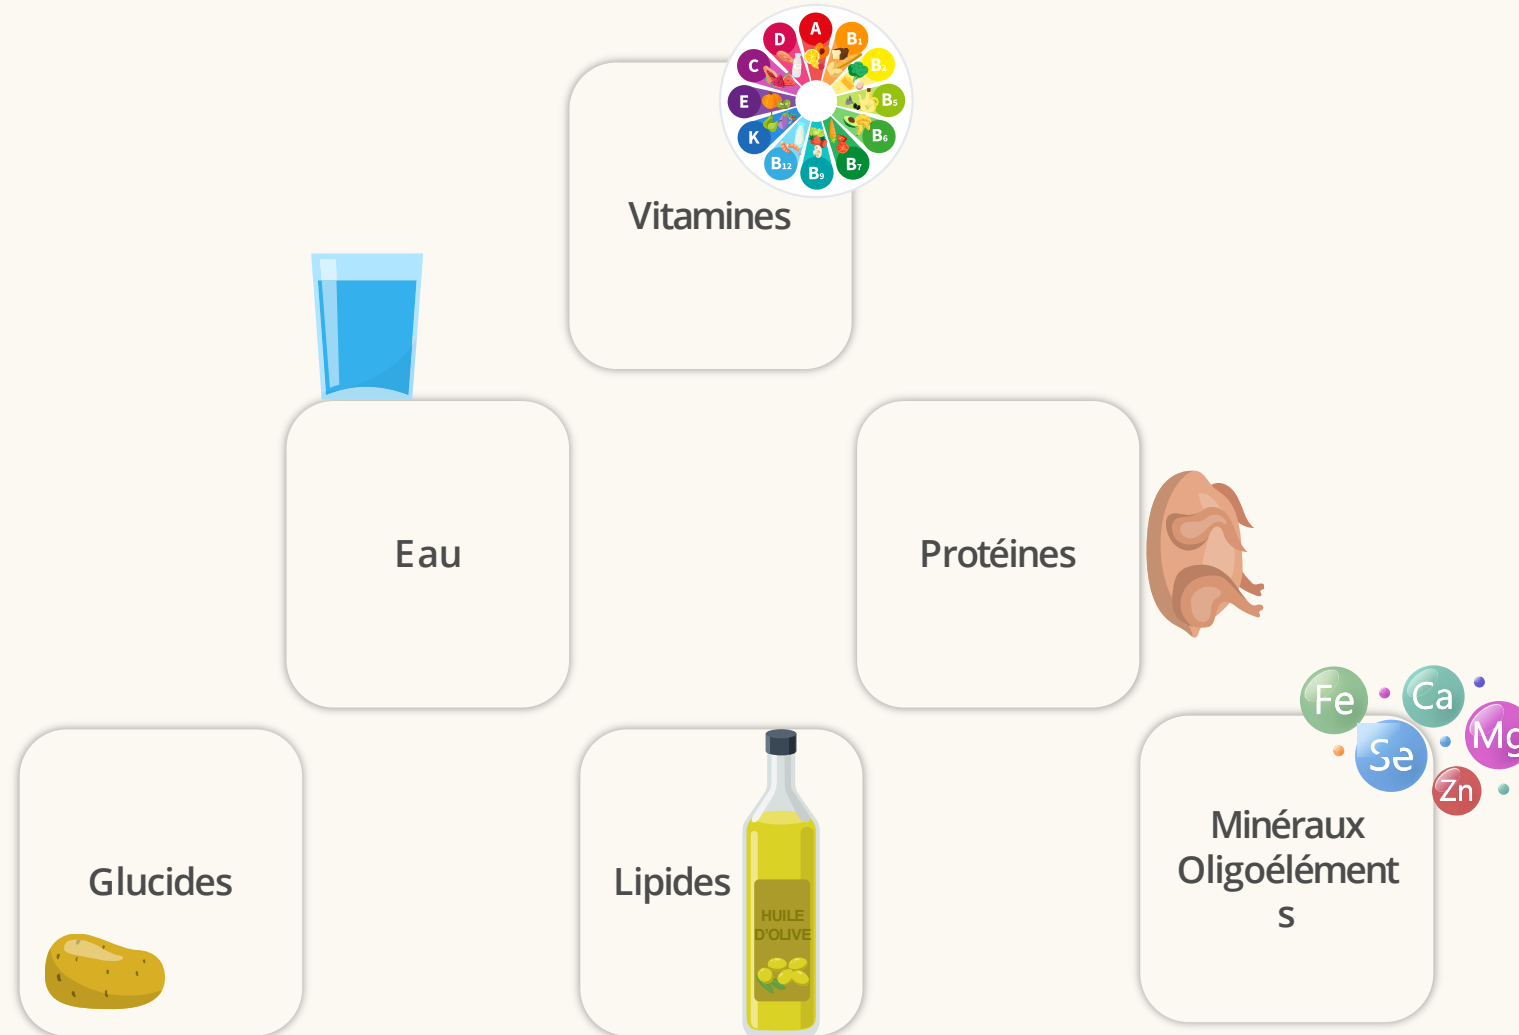 A
B₁
B₂
B₅
B₆
B₇
B₉
B₁₂
K
E
C
D
Vitamines
Eau
Protéines
Fe
Ca
Mg
Se
Zn
Glucides
Lipides
HUILE
D'OLIVE
Minéraux
Oligoélément
s